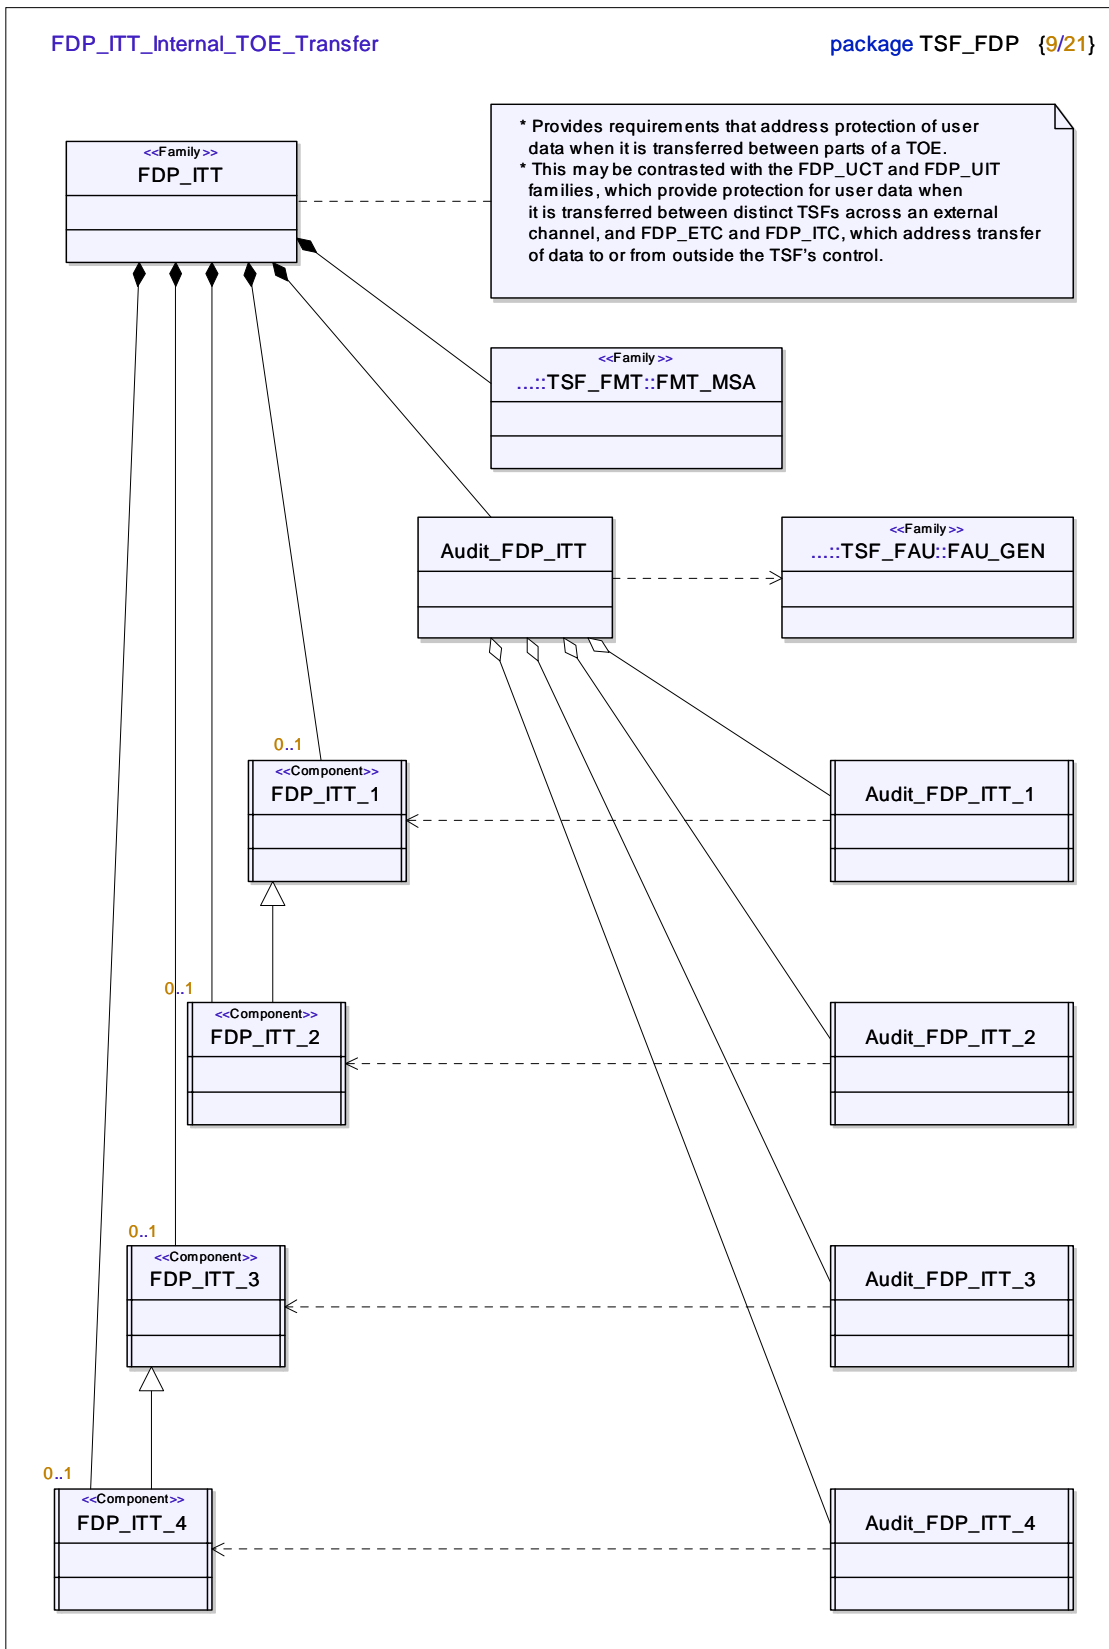 FDP_ITT_Internal_TOE_Transfer
package TSF_FDP {9/21}
* Provides requirements that address protection of user
data when it is transferred between parts of a TOE.
* This may be contrasted with the FDP_UCT and FDP_UIT
families, which provide protection for user data when
it is transferred between distinct TSFs across an external
channel, and FDP_ETC and FDP_ITC, which address transfer
of data to or from outside the TSF's control.
<<Family>>
FDP_ITT
<<Family>>
...::TSF_FMT::FMT_MSA
Audit_FDP_ITT
<<Family>>
...::TSF_FAU::FAU_GEN
0..1
<<Component>>
FDP_ITT_1
Audit_FDP_ITT_1
0..1
<<Component>>
FDP_ITT_2
Audit_FDP_ITT_2
0..1
<<Component>>
FDP_ITT_3
Audit_FDP_ITT_3
0..1
<<Component>>
FDP_ITT_4
Audit_FDP_ITT_4